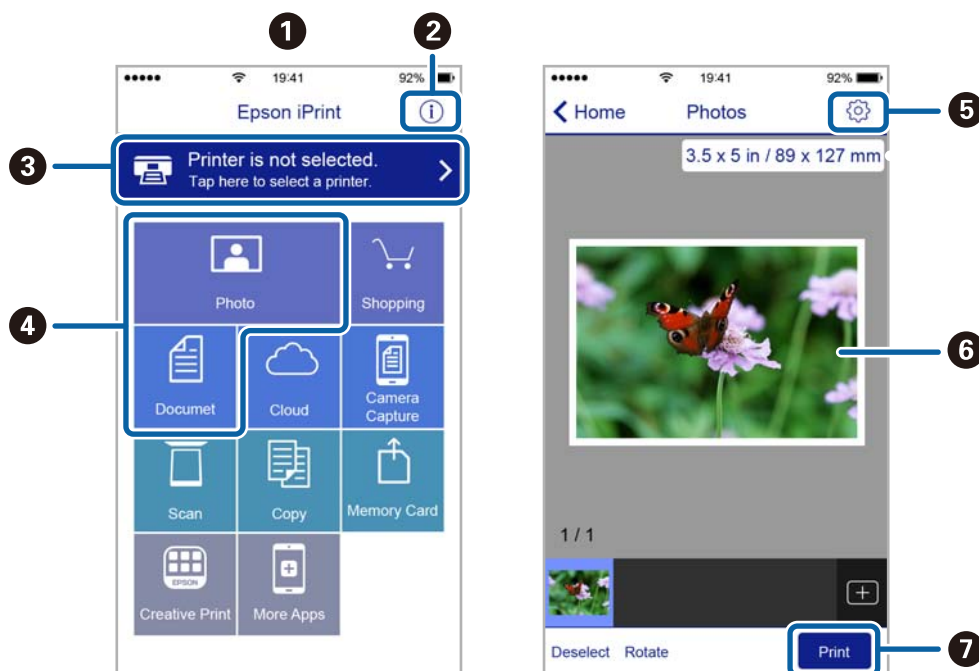 1
2
19:41
92%
Epson iPrint
3
Printer is not selected.
Tap here to select a printer.
4
Photo
Shopping
Documet
Cloud
Camera
Capture
Scan
Copy
Memory Card
EPSON
Creative Print
More Apps
19:41
92%
Home
Photos
5
3.5 x 5 in / 89 x 127 mm
6
1 / 1
Deselect
Rotate
Print
7